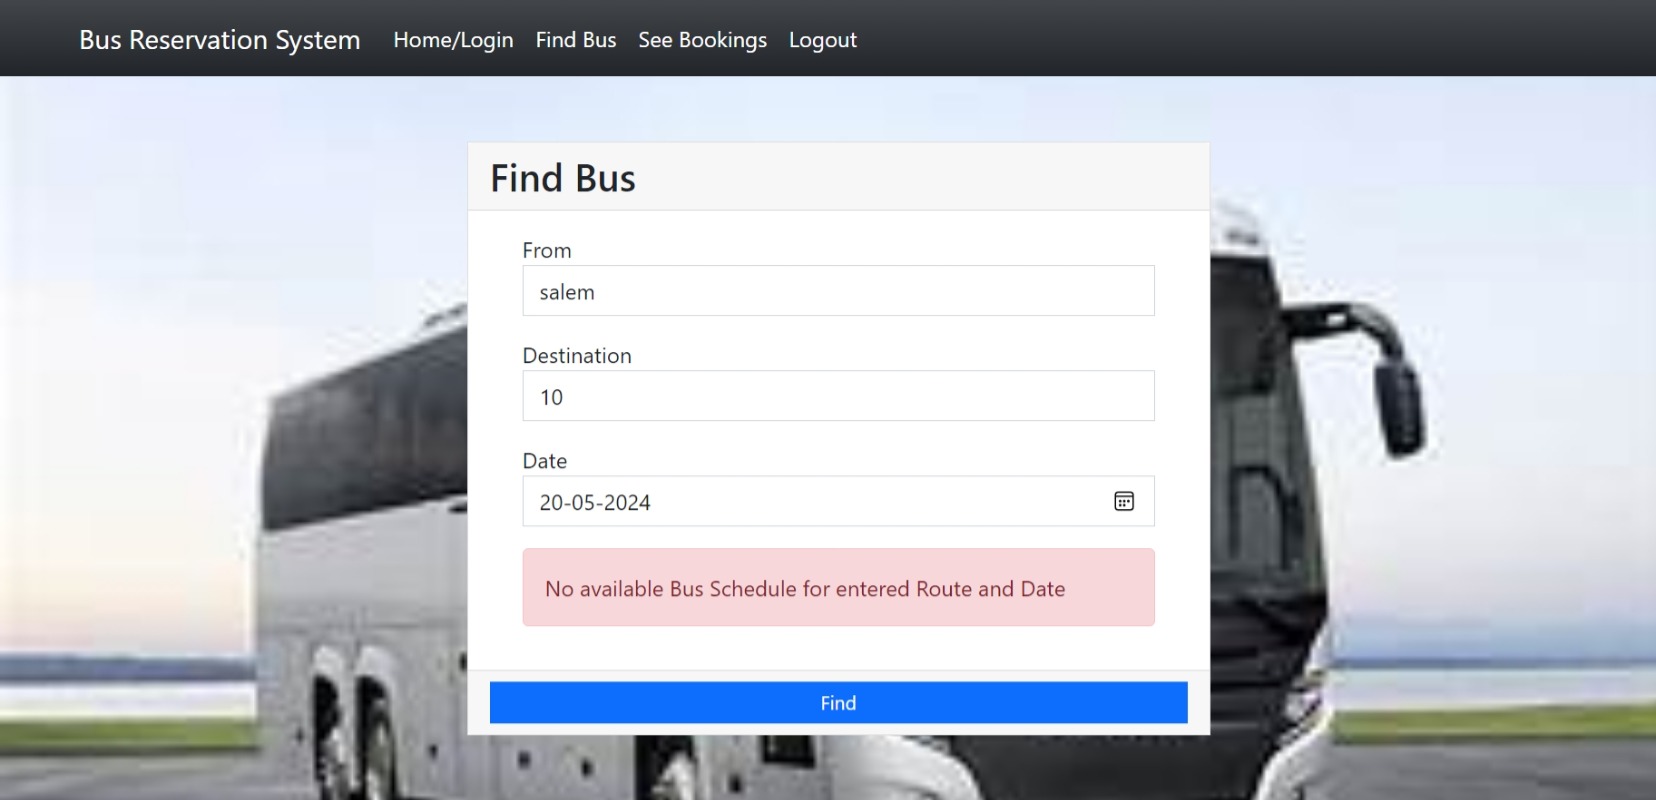 Bus Reservation System Home/Login Find Bus See Bookings Logout
Find Bus
From
salem
Destination
10
Date
20-05-2024
No available Bus Schedule for entered Route and Date
Find